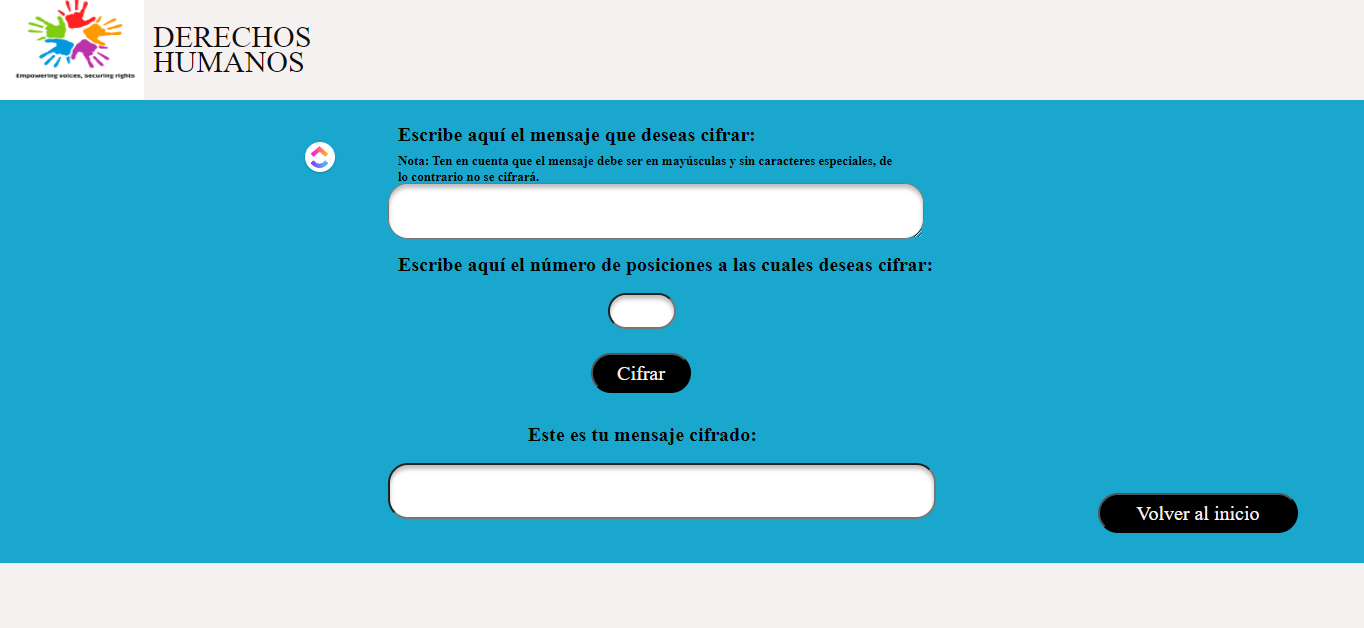 Empowering voices, securing rights
DERECHOS
HUMANOS
Escribe aquí el mensaje que deseas cifrar:
Nota: Ten en cuenta que el mensaje debe ser en mayúsculas y sin caracteres especiales, de
lo contrario no se cifrará.
Escribe aquí el número de posiciones a las cuales deseas cifrar:
Cifrar
Este es tu mensaje cifrado:
Volver al inicio